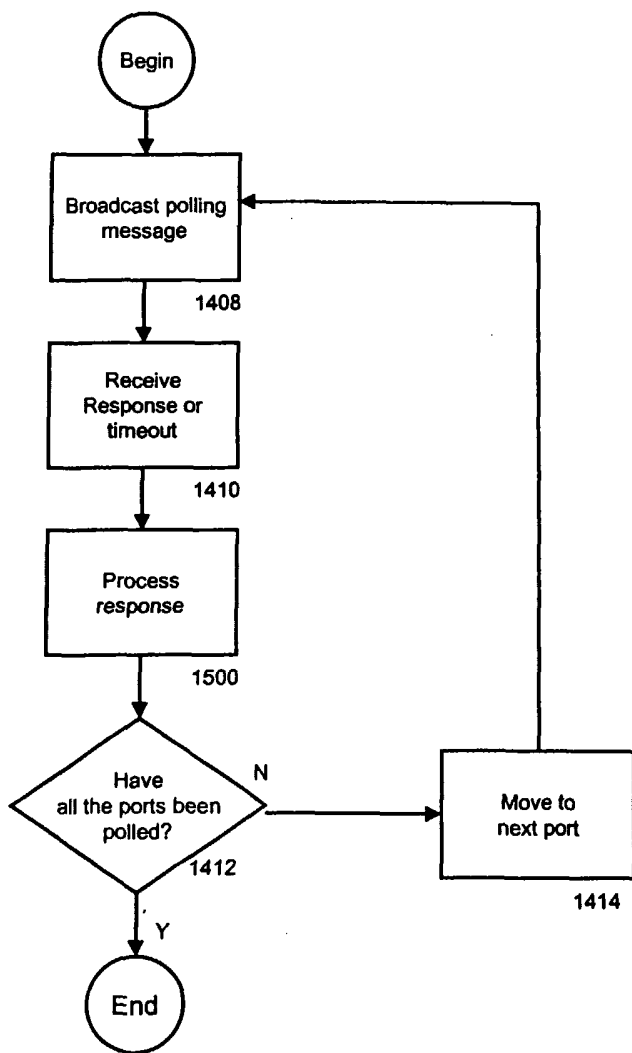 Begin
Broadcast polling
message
1408
Receive
Response or
timeout
1410
Process
response
1500
Have
all the ports been
polled?
N
1412
Move to
next port
1414
Y
End